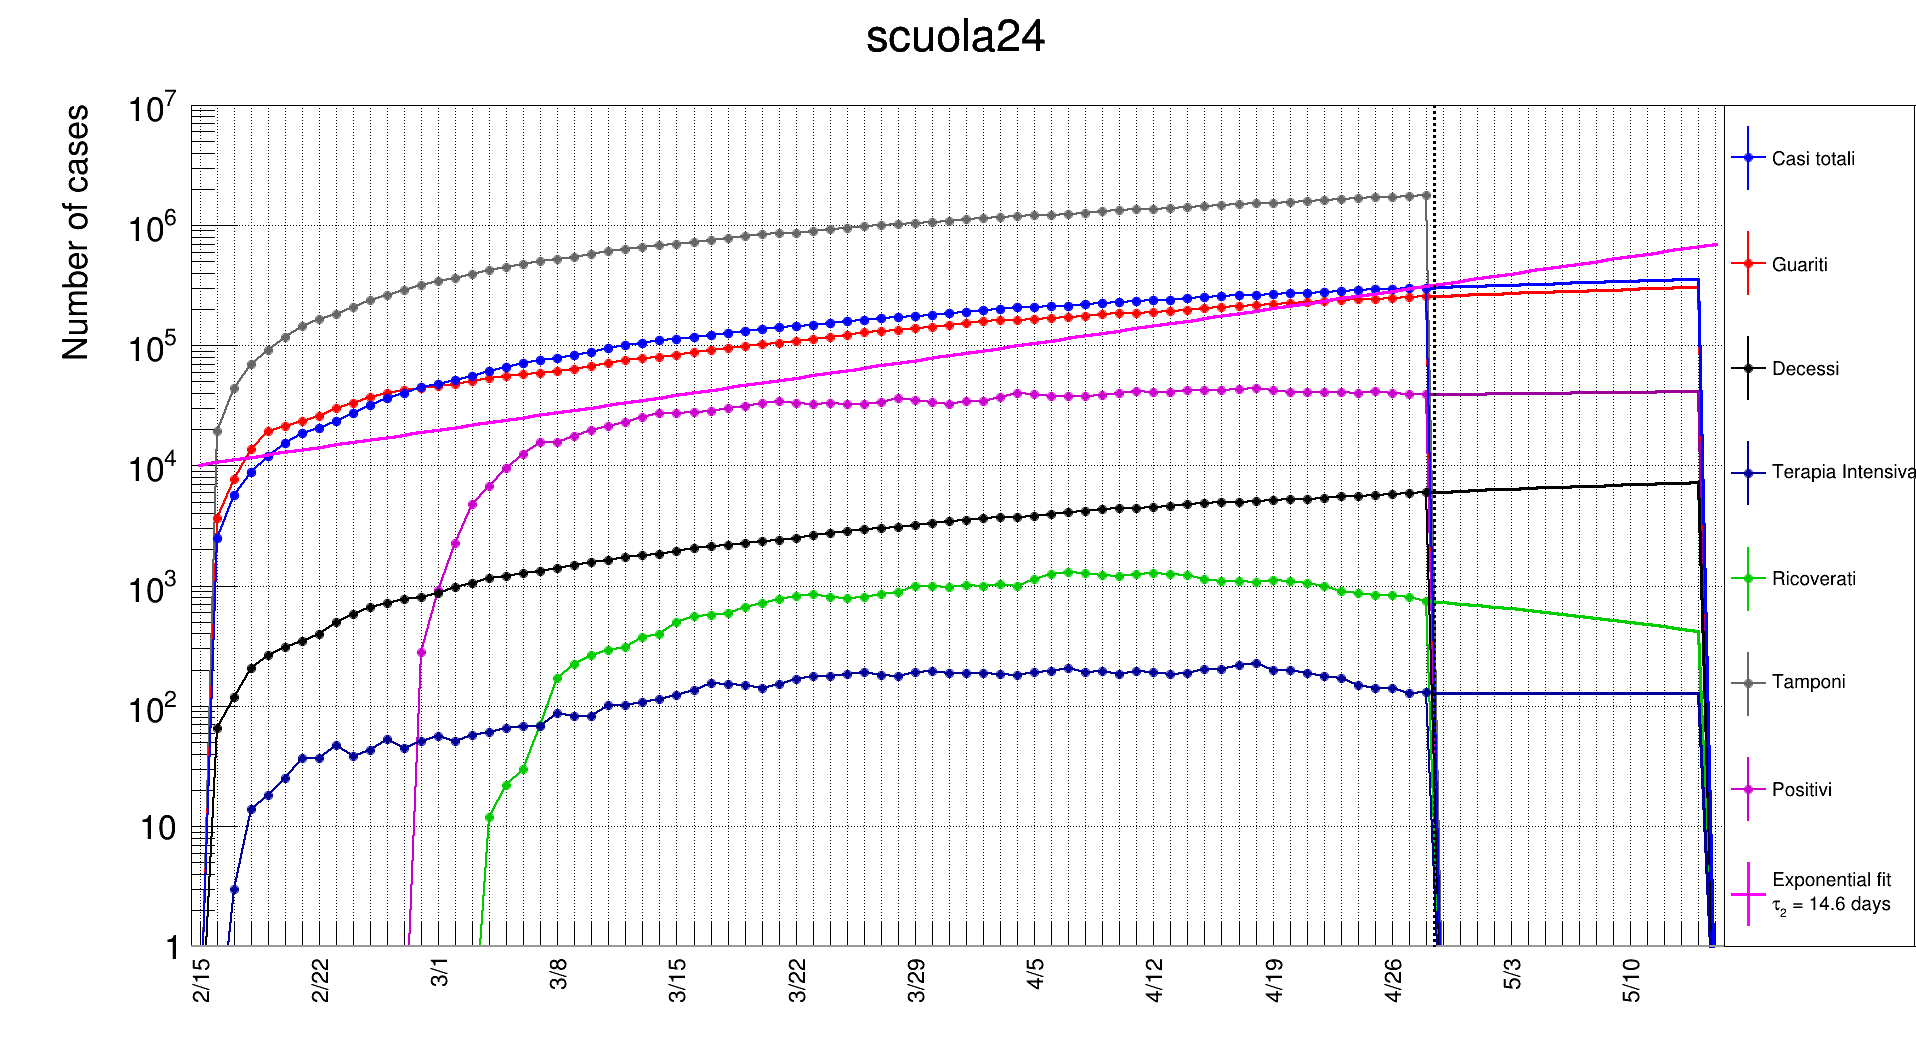 scuola24
Number of cases
10^7
10^6
10^5
10^4
10^3
10^2
10
1
2/15
2/22
3/1
3/8
3/15
3/22
3/29
4/5
4/12
4/19
4/26
5/3
5/10
Casi totali
Guariti
Decessi
Terapia Intensiva
Ricoverati
Tamponi
Positivi
Exponential fit
τ_2 = 14.6 days